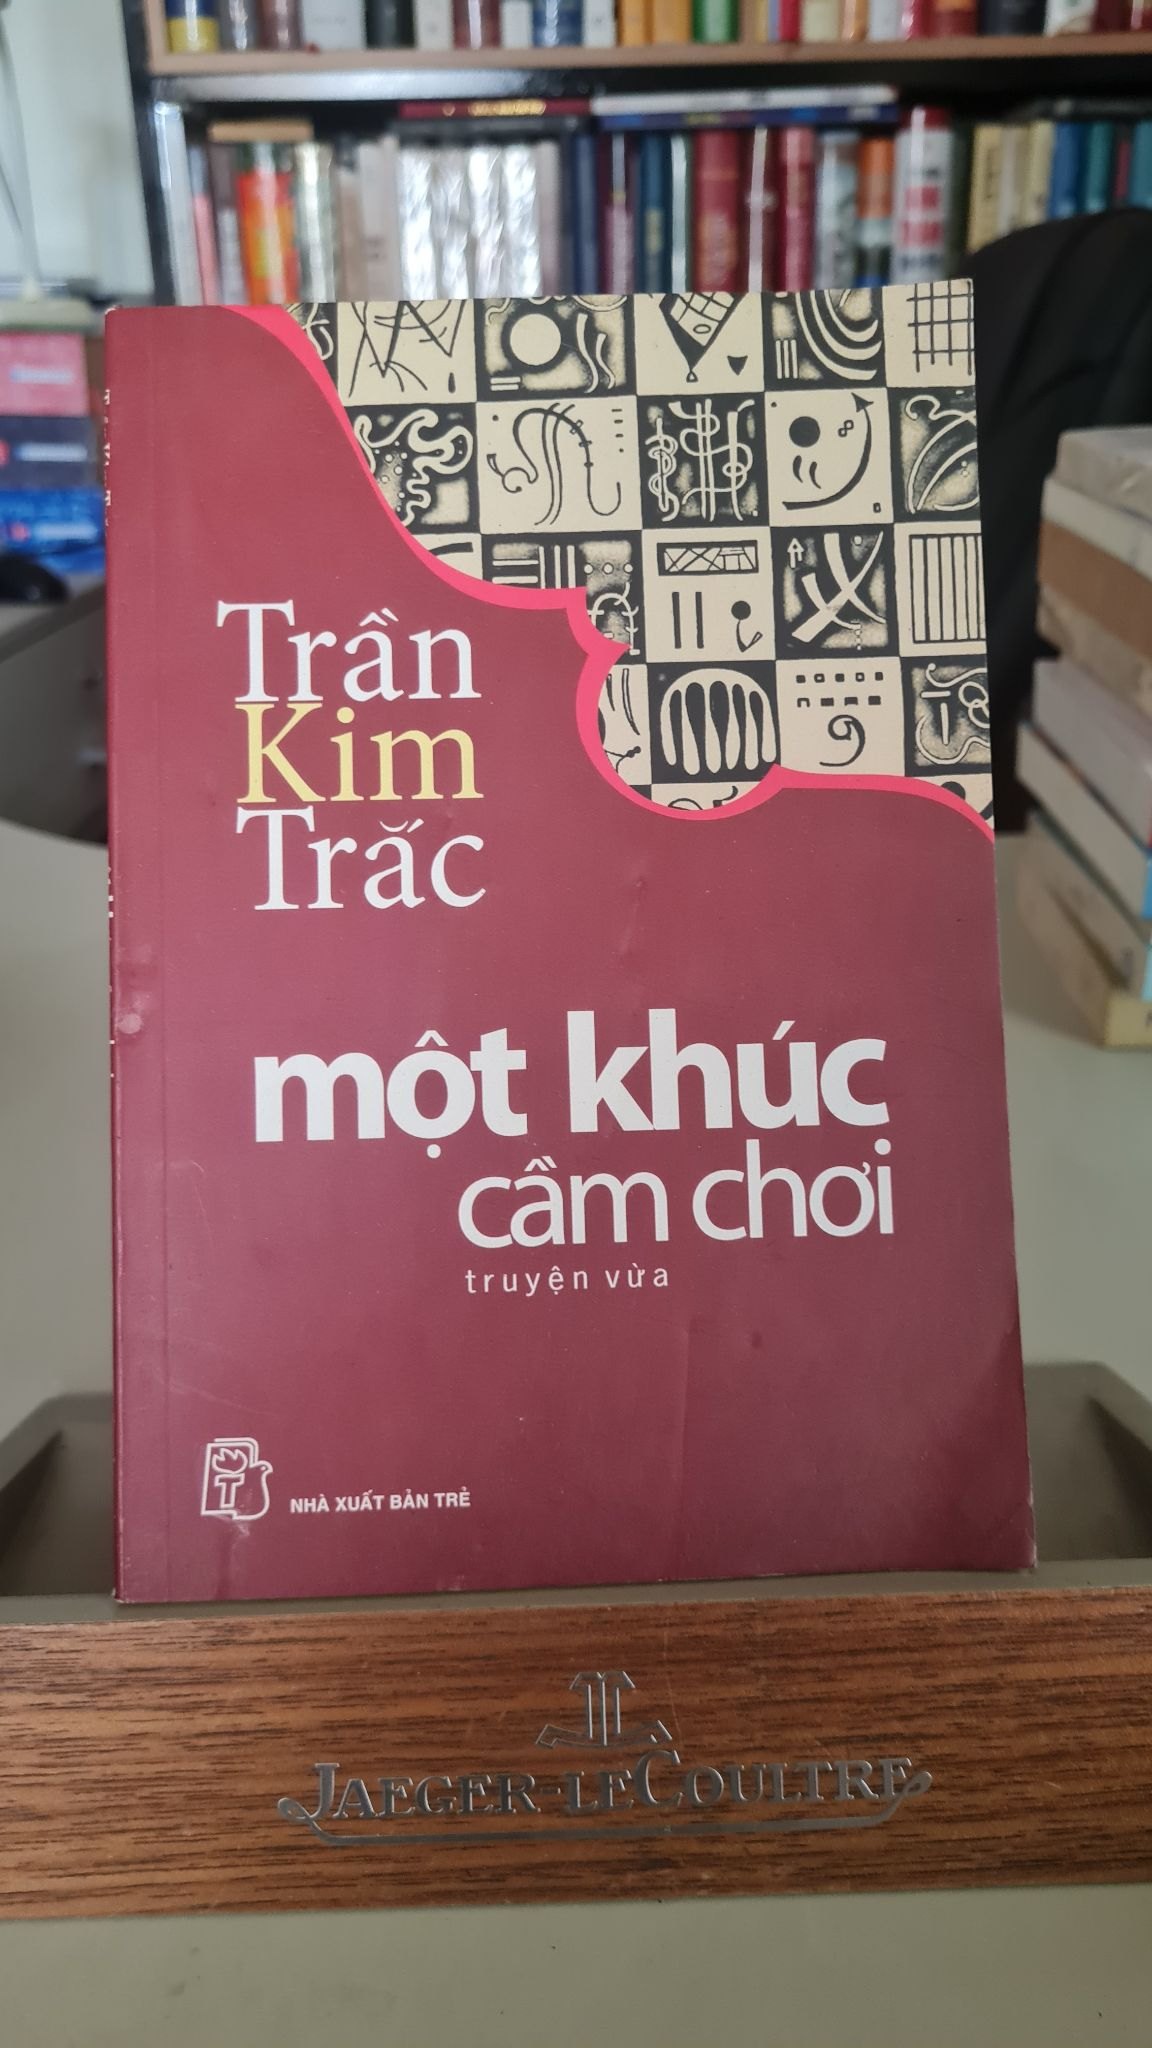 Trần
Kim
Trắc
một khúc
cầm chơi
truyện vừa
T
NHÀ XUẤT BẢN TRẺ
JAEGER-LECOULTRE